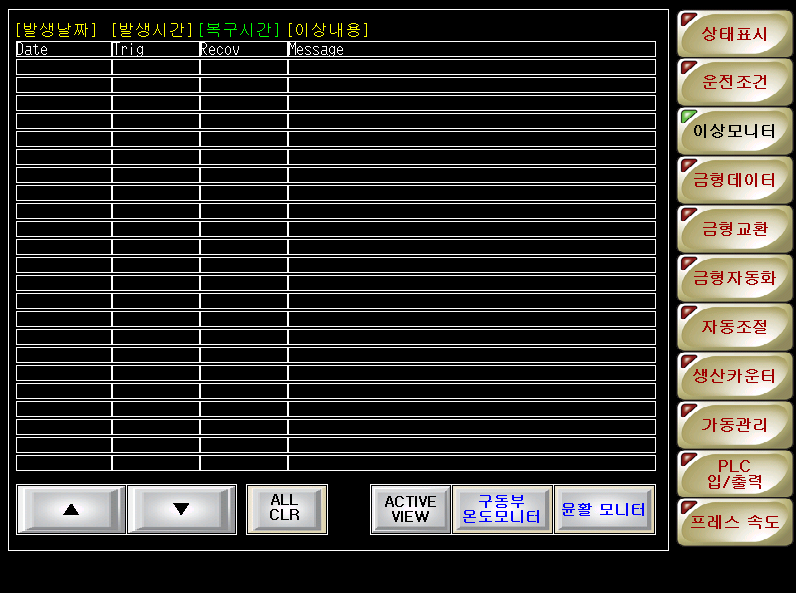 [발생날짜] [발생시간] [복구시간] [이상내용]
Date Trig Recov Message
▲ ▼
ALL
CLR
ACTIVE
VIEW
구동부
온도모니터
윤활 모니터
상태표시
운전조건
이상모니터
금형데이터
금형교환
금형자동화
자동조절
생산카운터
가동관리
PLC
입/출력
프레스 속도